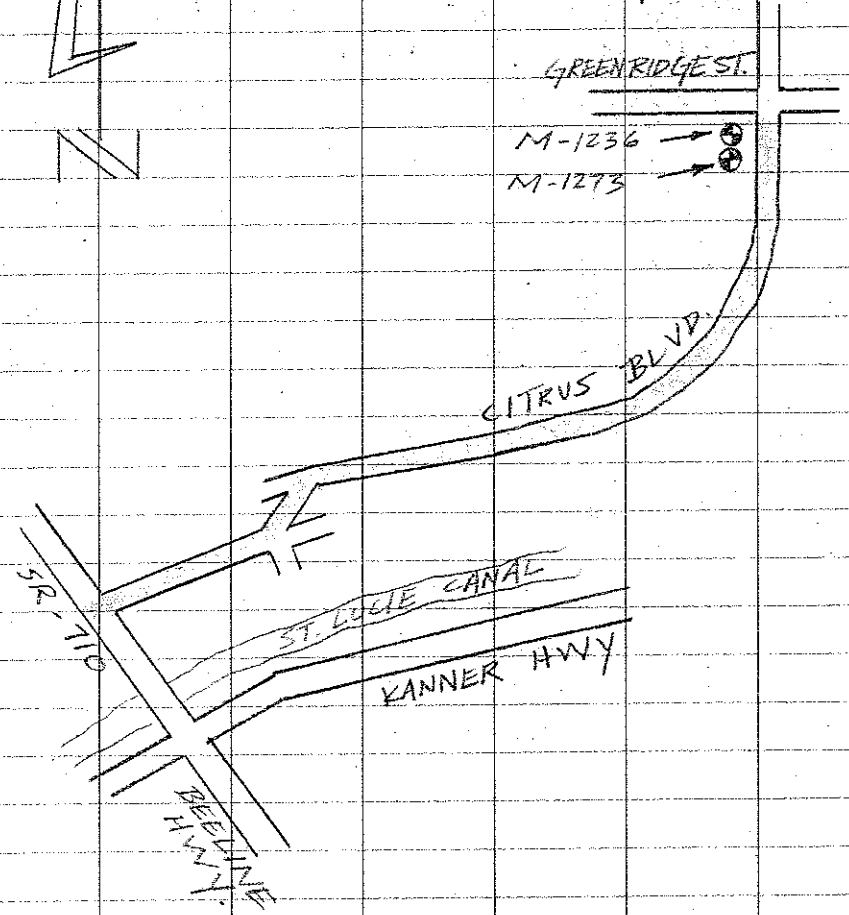 GREENRIDGE ST.
M-1236
M-1273
CITRUS BLVD.
SR-710
ST. LUCIE CANAL
KANNER HWY
BEELINE
HWY.
N